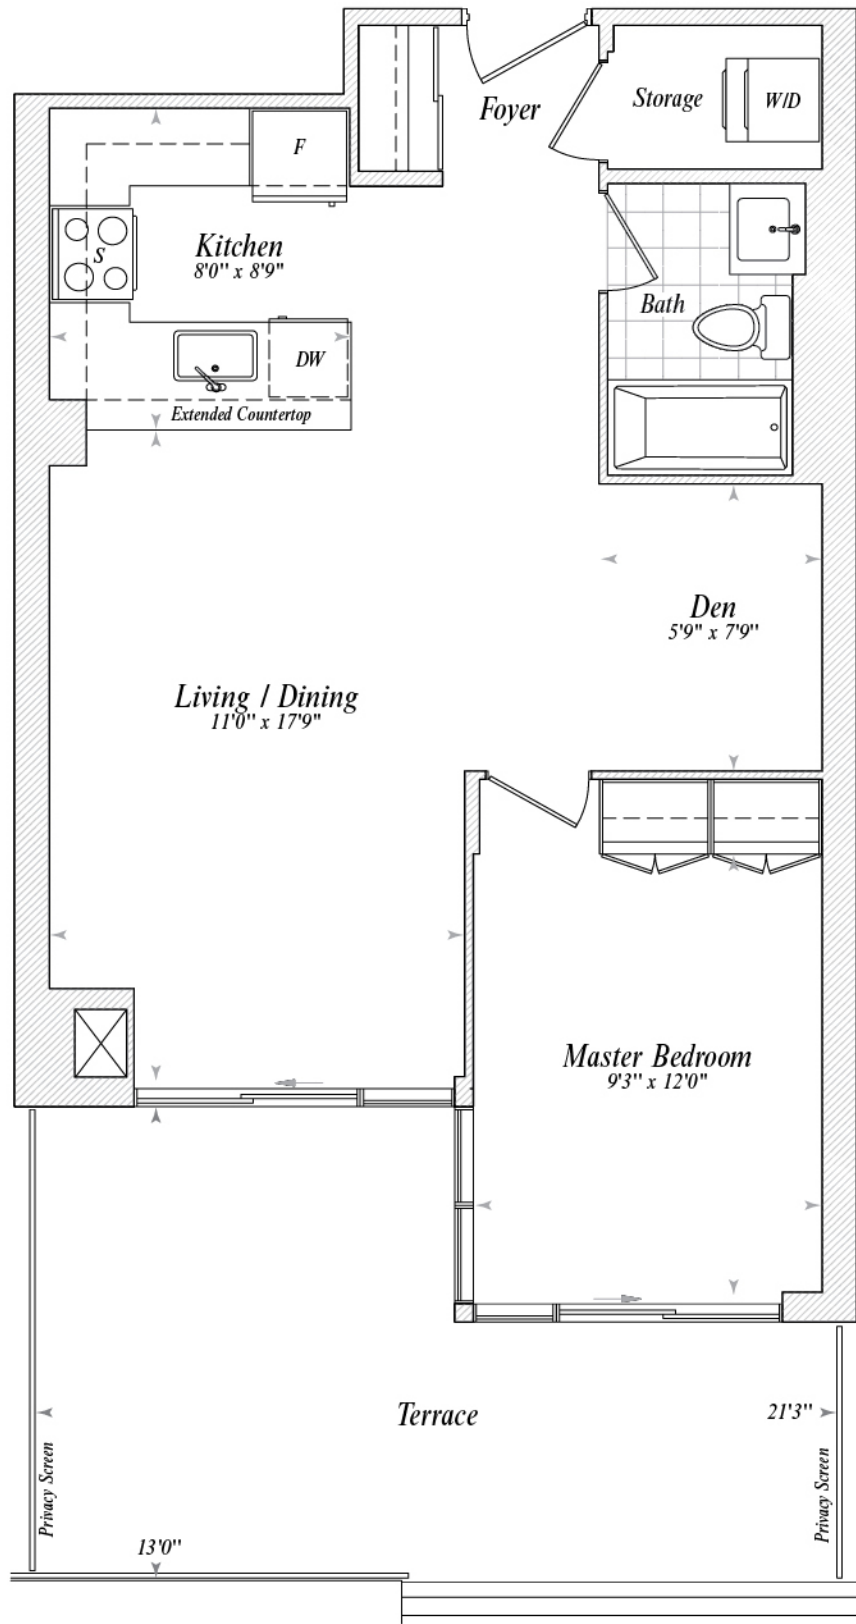 Foyer
Storage
W/D
F
Kitchen
8'0" x 8'9"
S
Bath
DW
Extended Countertop
Den
5'9" x 7'9"
Living / Dining
11'0" x 17'9"
Master Bedroom
9'3" x 12'0"
Terrace
21'3"
Privacy Screen
Privacy Screen
13'0"